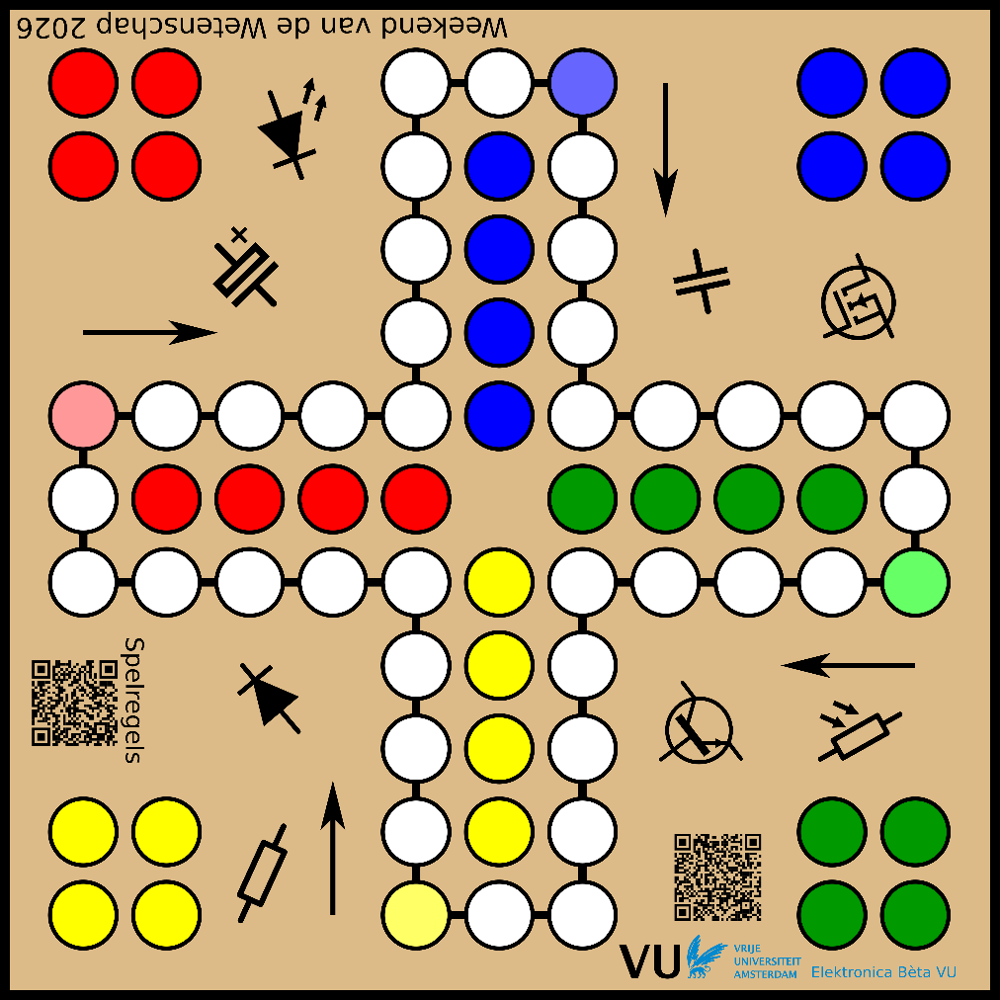 Weekend van de Wetenschap 2026
Spelregels
VU
VRIJE
UNIVERSITEIT
AMSTERDAM
Elektronica Bèta VU